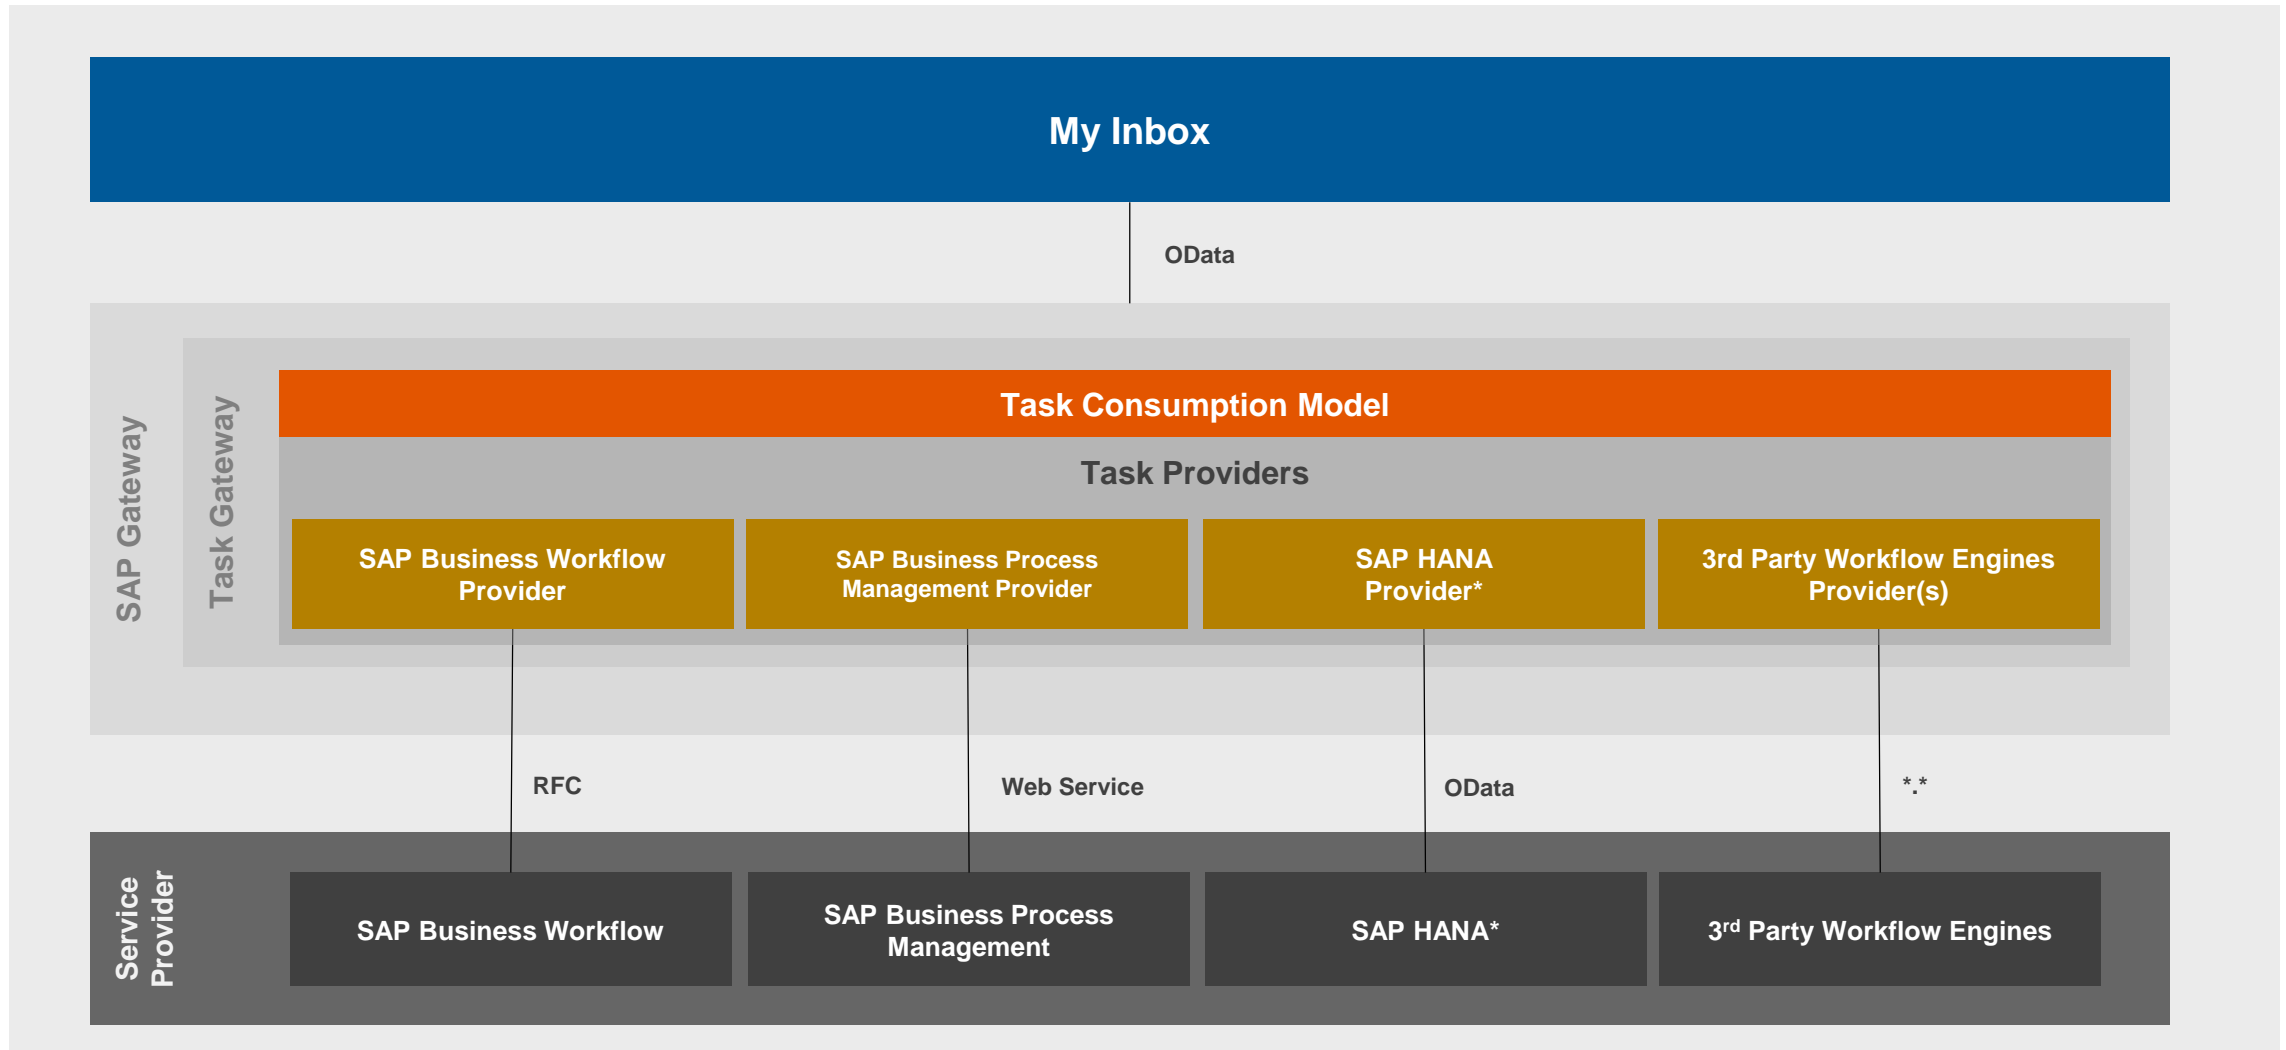 My Inbox
OData
SAP Gateway
Task Gateway
Task Consumption Model
Task Providers
SAP Business Workflow
Provider
SAP Business Process
Management Provider
SAP HANA
Provider*
3rd Party Workflow Engines
Provider(s)
RFC
Web Service
OData
*.*
Service
Provider
SAP Business Workflow
SAP Business Process
Management
SAP HANA*
3rd Party Workflow Engines